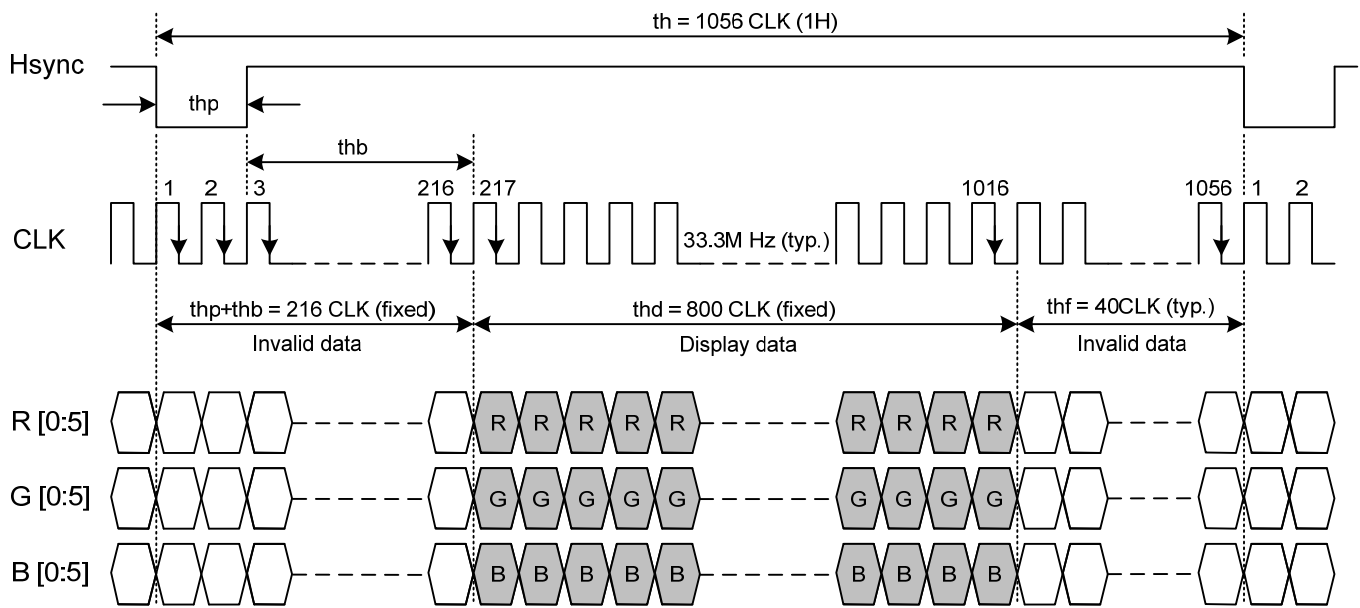 th = 1056 CLK (1H)
Hsync
thp
thb
1 2 3 216 217 1016 1056 1 2
CLK
33.3M Hz (typ.)
thp+thb = 216 CLK (fixed) thd = 800 CLK (fixed) thf = 40CLK (typ.)
Invalid data Display data Invalid data
R [0:5] R R R R R R R R R
G [0:5] G G G G G G G G G
B [0:5] B B B B B B B B B